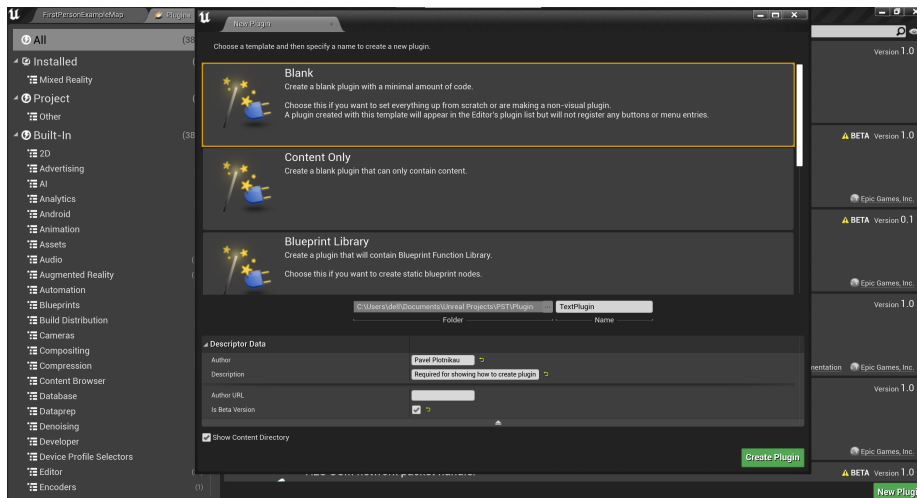 FirstPersonExampleMap
Plugins
New Plugin
Choose a template and then specify a name to create a new plugin.
All
(38
Installed
Mixed Reality
Project
Other
Built-In
(38
2D
Advertising
AI
Analytics
Android
Animation
Assets
Audio
Augmented Reality
Automation
Blueprints
Build Distribution
Cameras
Compositing
Compression
Content Browser
Database
Dataprep
Denoising
Developer
Device Profile Selectors
Editor
Encoders
(1)
Blank
Create a blank plugin with a minimal amount of code.
Choose this if you want to set everything up from scratch or are making a non-visual plugin.
A plugin created with this template will appear in the Editor's plugin list but will not register any buttons or menu entries.
Content Only
Create a blank plugin that can only contain content.
Blueprint Library
Create a plugin that will contain Blueprint Function Library.
Choose this if you want to create static blueprint nodes.
C:\Users\dell\Documents\Unreal Projects\PST\Plugin ... TextPlugin
Folder Name
Descriptor Data
Author Pavel Plotnikau
Description Required for showing how to create plugin
Author URL
Is Beta Version
Show Content Directory
Create Plugin
Version 1.0
BETA Version 1.0
Epic Games, Inc.
BETA Version 0.1
Epic Games, Inc.
Version 1.0
mentation Epic Games, Inc.
Version 1.0
Epic Games, Inc.
BETA Version 1.0
New Plugi